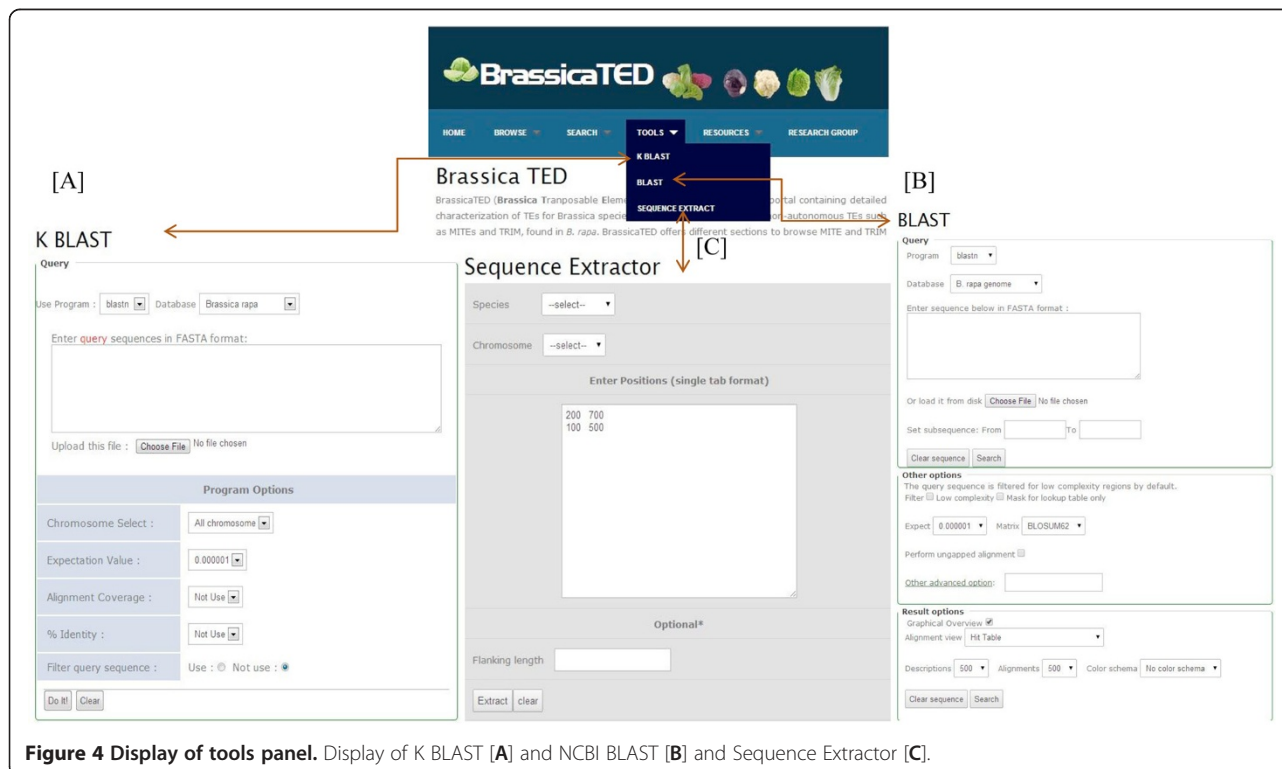 BrassicaTED
HOME BROWSE SEARCH TOOLS RESOURCES RESEARCH GROUP
K BLAST
BLAST
SEQUENCE EXTRACT
Brassica TED
BrassicaTED (Brassica Tranposable Eleme portal containing detailed
characterization of TEs for Brassica specie on-autonomous TEs such
as MITEs and TRIM, found in B. rapa. BrassicaTED offers different sections to browse MITE and TRIM
[A]
K BLAST
Query
Use Program : blastn Database Brassica rapa
Enter query sequences in FASTA format:
Upload this file : Choose File No file chosen
Program Options
Chromosome Select : All chromosome
Expectation Value : 0.000001
Alignment Coverage : Not Use
% Identity : Not Use
Filter query sequence : Use : Not use :
Do It! Clear
[C]
Sequence Extractor
Species --select--
Chromosome --select--
Enter Positions (single tab format)
200 700
100 500
Optional*
Flanking length
Extract clear
[B]
BLAST
Query
Program blastn
Database B. rapa genome
Enter sequence below in FASTA format :
Or load it from disk Choose File No file chosen
Set subsequence: From To
Clear sequence Search
Other options
The query sequence is filtered for low complexity regions by default.
Filter Low complexity Mask for lookup table only
Expect 0.000001 Matrix BLOSUM62
Perform ungapped alignment
Other advanced option:
Result options
Graphical Overview
Alignment view Hit Table
Descriptions 500 Alignments 500 Color schema No color schema
Clear sequence Search
Figure 4 Display of tools panel. Display of K BLAST [A] and NCBI BLAST [B] and Sequence Extractor [C].